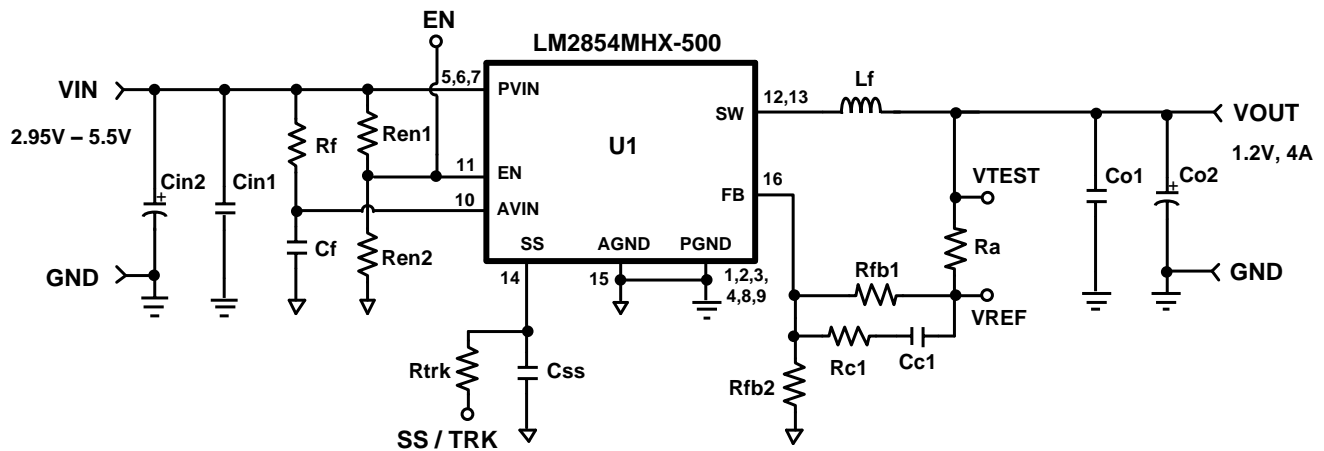 EN
LM2854MHX-500
VIN
2.95V – 5.5V
5,6,7
PVIN
Rf
Ren1
Cin2
+
Cin1
11
EN
10
AVIN
Cf
Ren2
GND
U1
SW
12,13
Lf
FB
16
SS
14
AGND
15
PGND
1,2,3,
4,8,9
VOUT
1.2V, 4A
VTEST
Co1
Co2
+
Ra
GND
Rfb1
VREF
Rc1
Cc1
Rfb2
Rtrk
Css
SS / TRK